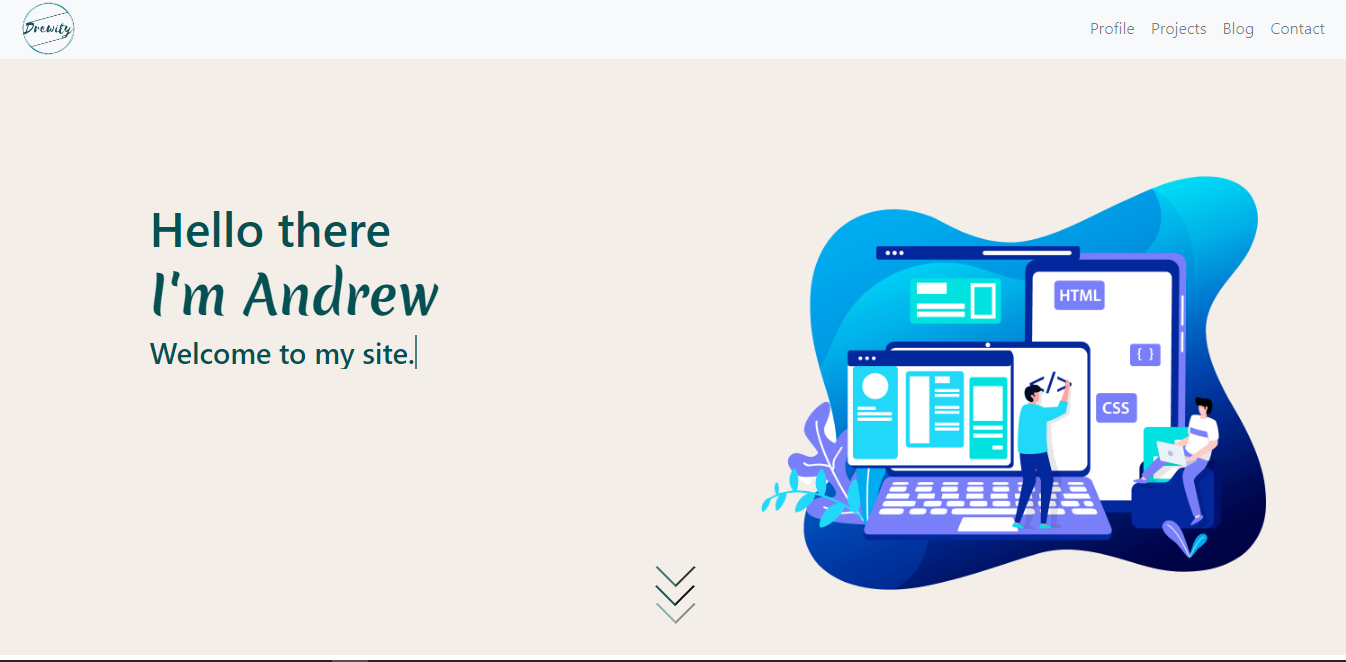 Drewity
Profile Projects Blog Contact
Hello there
I'm Andrew
Welcome to my site.
HTML
{ }
</>
CSS